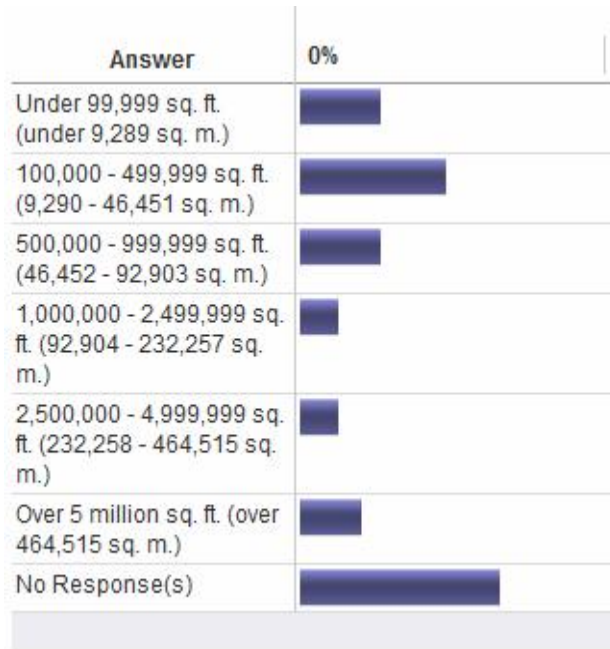 Answer
0%
Under 99,999 sq. ft.
(under 9,289 sq. m.)
100,000 - 499,999 sq. ft.
(9,290 - 46,451 sq. m.)
500,000 - 999,999 sq. ft.
(46,452 - 92,903 sq. m.)
1,000,000 - 2,499,999 sq.
ft. (92,904 - 232,257 sq.
m.)
2,500,000 - 4,999,999 sq.
ft. (232,258 - 464,515 sq.
m.)
Over 5 million sq. ft. (over
464,515 sq. m.)
No Response(s)